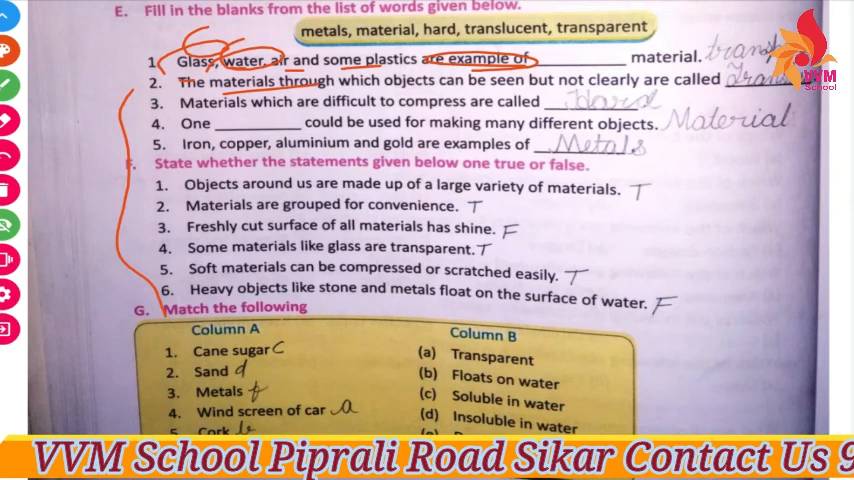 E. Fill in the blanks from the list of words given below.
metals, material, hard, translucent, transparent
1. Glass, water, air and some plastics are example of __________ material.
2. The materials through which objects can be seen but not clearly are called
3. Materials which are difficult to compress are called Hard
4. One __________ could be used for making many different objects. Material
5. Iron, copper, aluminium and gold are examples of Metals
F. State whether the statements given below one true or false.
1. Objects around us are made up of a large variety of materials. T
2. Materials are grouped for convenience. T
3. Freshly cut surface of all materials has shine. F
4. Some materials like glass are transparent. T
5. Soft materials can be compressed or scratched easily. T
6. Heavy objects like stone and metals float on the surface of water. F
G. Match the following
Column A Column B
1. Cane sugar C (a) Transparent
2. Sand d (b) Floats on water
3. Metals (c) Soluble in water
4. Wind screen of car a (d) Insoluble in water
5. Cork b
VVM
School
VVM School Piprali Road Sikar Contact Us 9